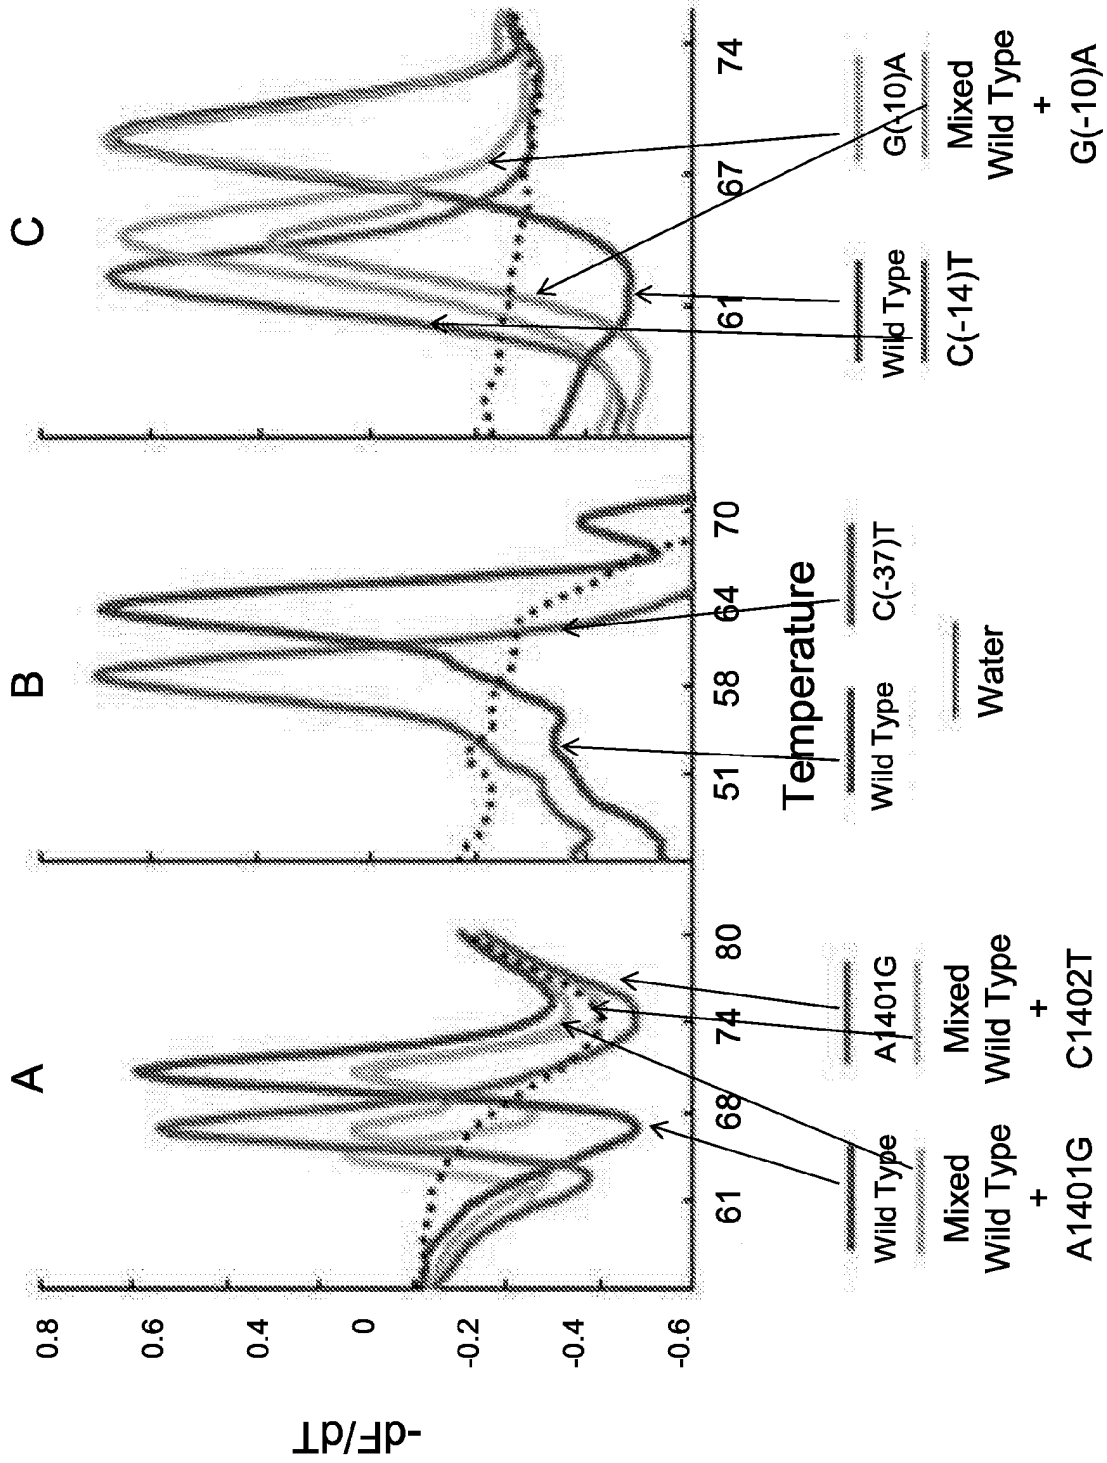 A
B
C
0.8
0.6
0.4
0
-0.2
-0.4
-0.6
-dF/dT
61
68
74
80
51
58
64
70
61
67
74
Temperature
Wild Type
A1401G
Mixed
Wild Type
+
A1401G
Mixed
Wild Type
+
C1402T
Wild Type
C(-37)T
Water
Wild Type
C(-14)T
G(-10)A
Mixed
Wild Type
+
G(-10)A